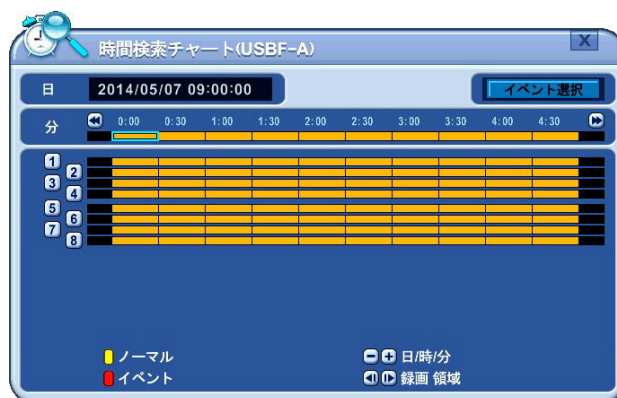 時間検索チャート(USBF-A)
X
日 2014/05/07 09:00:00 イベント選択
分 0:00 0:30 1:00 1:30 2:00 2:30 3:00 3:30 4:00 4:30
1
2
3
4
5
6
7
8
ノーマル
日/時/分
イベント
録画 領域